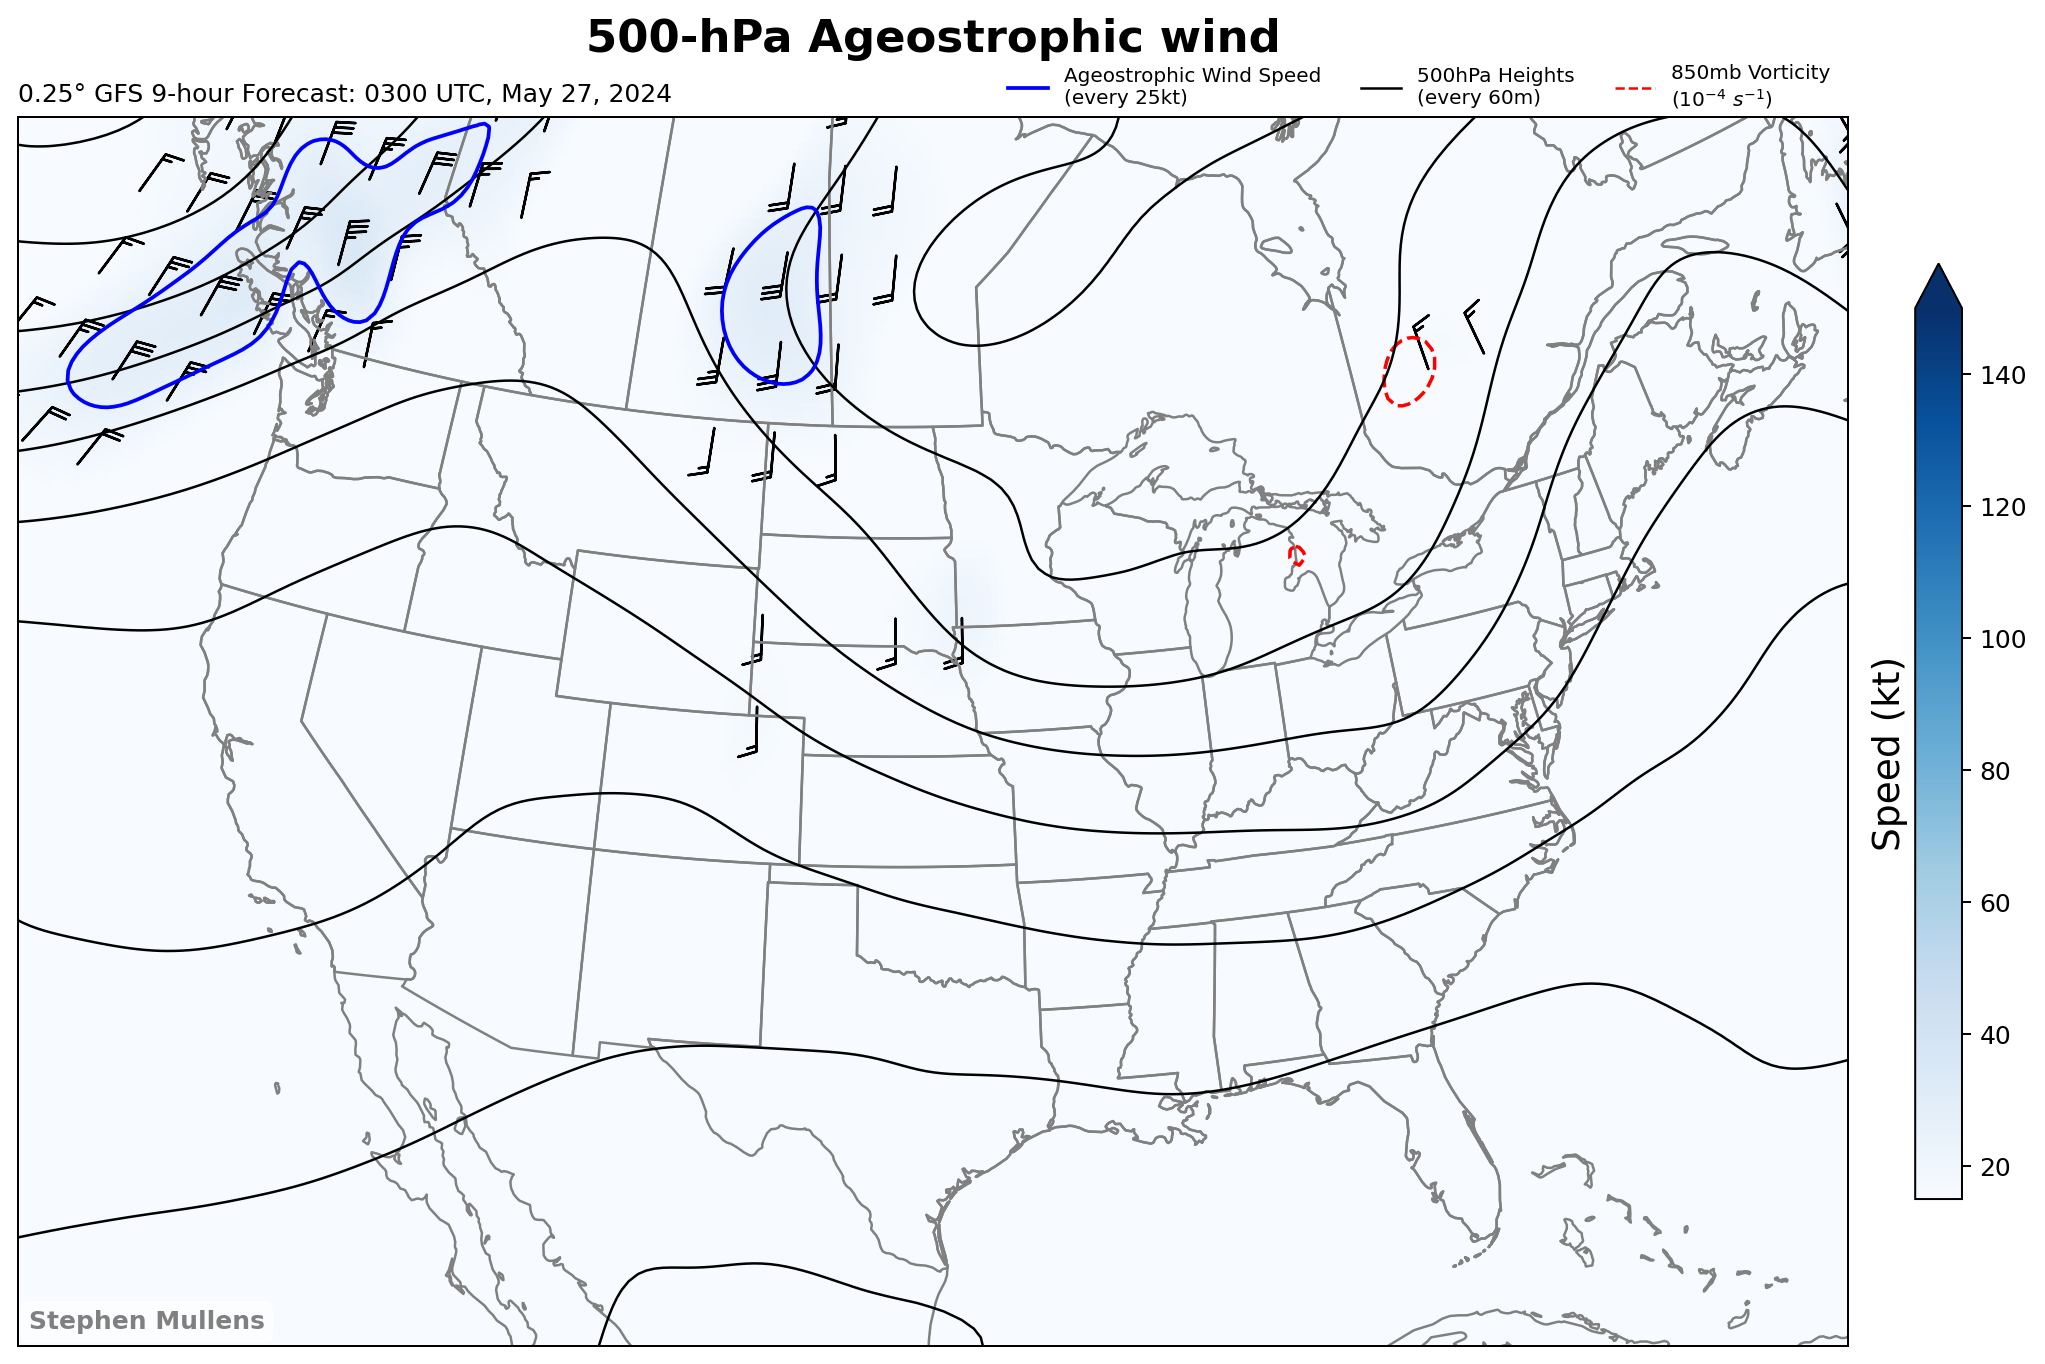 500-hPa Ageostrophic wind
0.25° GFS 9-hour Forecast: 0300 UTC, May 27, 2024
Ageostrophic Wind Speed
(every 25kt)
500hPa Heights
(every 60m)
850mb Vorticity
(10⁻⁴ s⁻¹)
140
120
100
80
60
40
20
Speed (kt)
Stephen Mullens